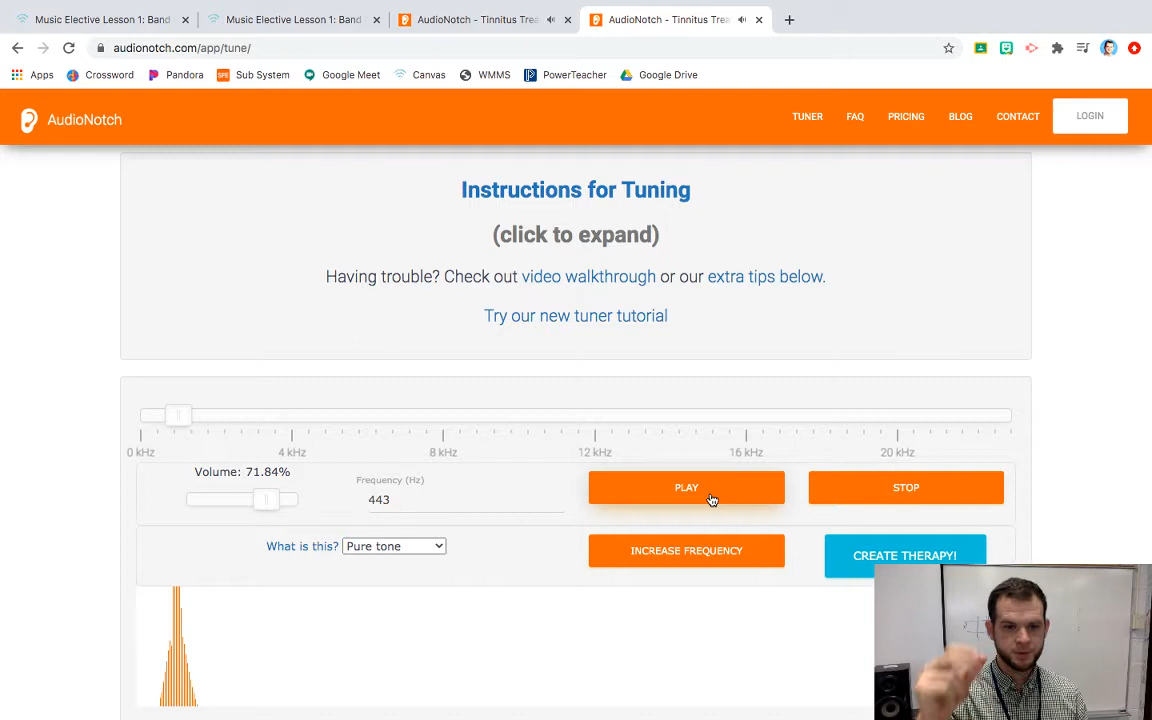 Music Elective Lesson 1: Band
Music Elective Lesson 1: Band
AudioNotch - Tinnitus Trea
AudioNotch - Tinnitus Trea
audionotch.com/app/tune/
Apps
Crossword
Pandora
SPE
Sub System
Google Meet
Canvas
WMMS
PowerTeacher
Google Drive
AudioNotch
TUNER
FAQ
PRICING
BLOG
CONTACT
LOGIN
Instructions for Tuning
(click to expand)
Having trouble? Check out video walkthrough or our extra tips below.
Try our new tuner tutorial
0 kHz
4 kHz
8 kHz
12 kHz
16 kHz
20 kHz
Volume: 71.84%
Frequency (Hz)
443
PLAY
STOP
What is this?
Pure tone
INCREASE FREQUENCY
CREATE THERAPY!